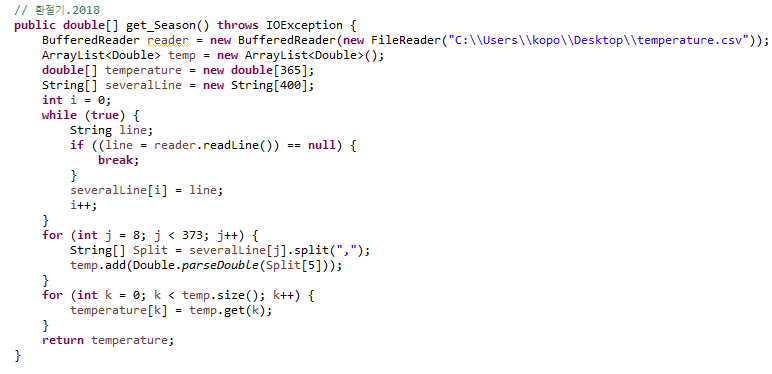 // 환절기.2018
public double[] get_Season() throws IOException {
    BufferedReader reader = new BufferedReader(new FileReader("C:\\Users\\kopo\\Desktop\\temperature.csv"));
    ArrayList<Double> temp = new ArrayList<Double>();
    double[] temperature = new double[365];
    String[] severalLine = new String[400];
    int i = 0;
    while (true) {
        String line;
        if ((line = reader.readLine()) == null) {
            break;
        }
        severalLine[i] = line;
        i++;
    }
    for (int j = 8; j < 373; j++) {
        String[] Split = severalLine[j].split(",");
        temp.add(Double.parseDouble(Split[5]));
    }
    for (int k = 0; k < temp.size(); k++) {
        temperature[k] = temp.get(k);
    }
    return temperature;
}